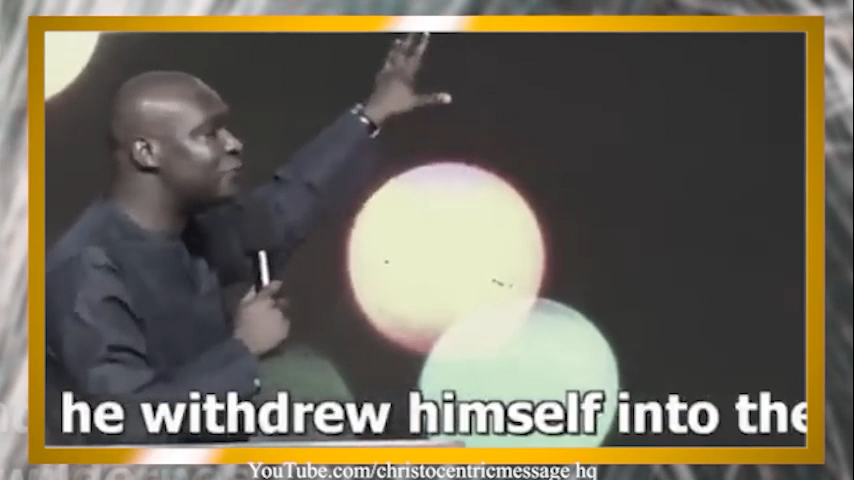 he withdrew himself into the
YouTube.com/christocentricmessage hq